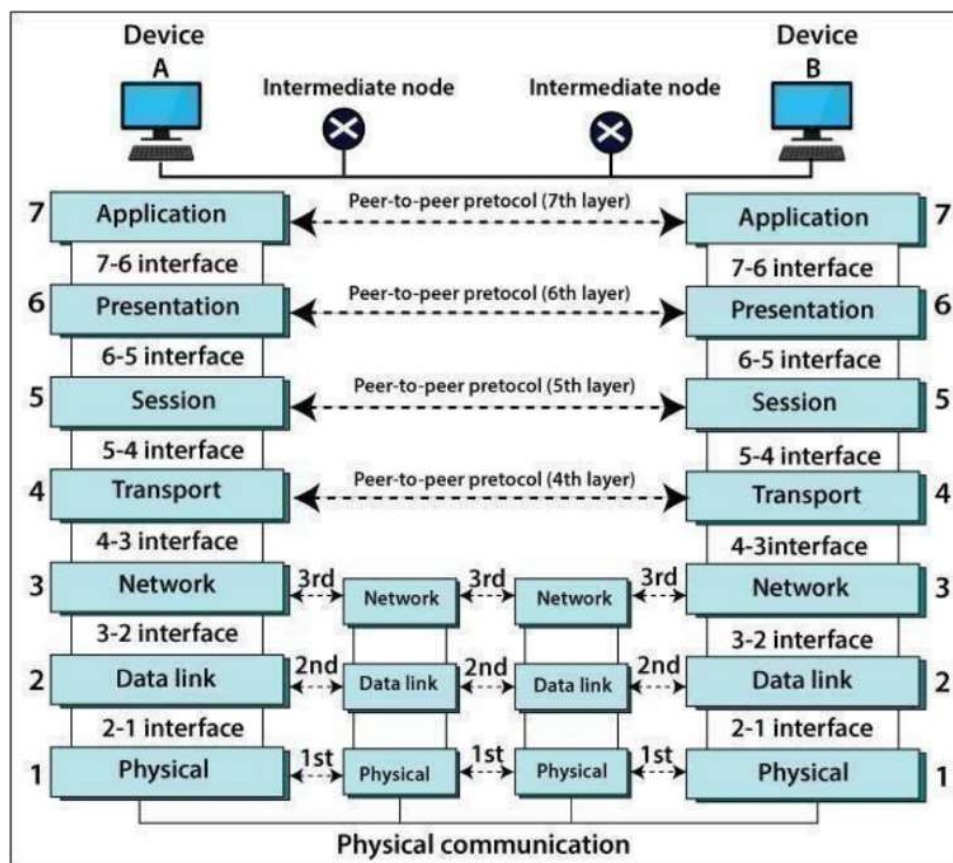 Device
A
Device
B
Intermediate node
Intermediate node
7
Application
Peer-to-peer pretocol (7th layer)
Application
7
7-6 interface
7-6 interface
6
Presentation
Peer-to-peer pretocol (6th layer)
Presentation
6
6-5 interface
6-5 interface
5
Session
Peer-to-peer pretocol (5th layer)
Session
5
5-4 interface
5-4 interface
4
Transport
Peer-to-peer pretocol (4th layer)
Transport
4
4-3 interface
4-3interface
3
Network
3rd
Network
3rd
Network
3rd
Network
3
3-2 interface
3-2 interface
2
Data link
2nd
Data link
2nd
Data link
2nd
Data link
2
2-1 interface
2-1 interface
1
Physical
1st
Physical
1st
Physical
1st
Physical
1
Physical communication